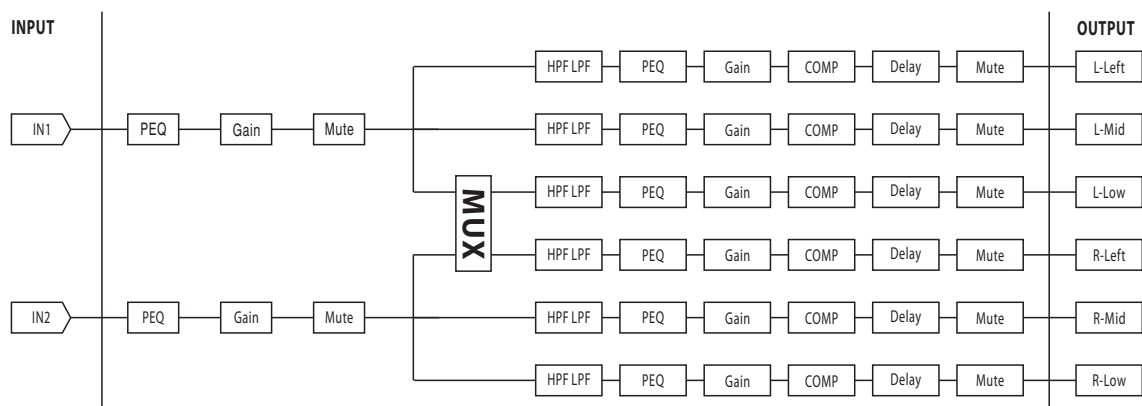 INPUT OUTPUT
HPF LPF PEQ Gain COMP Delay Mute L-Left
IN1 PEQ Gain Mute HPF LPF PEQ Gain COMP Delay Mute L-Mid
HPF LPF PEQ Gain COMP Delay Mute L-Low
MUX
HPF LPF PEQ Gain COMP Delay Mute R-Left
IN2 PEQ Gain Mute HPF LPF PEQ Gain COMP Delay Mute R-Mid
HPF LPF PEQ Gain COMP Delay Mute R-Low